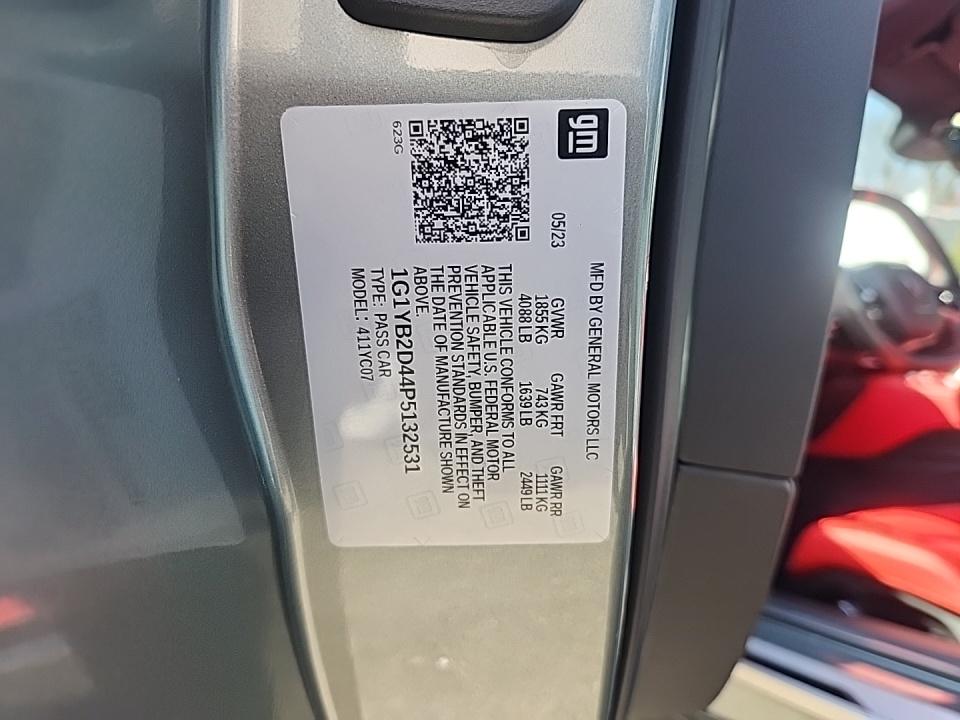 gm
MFD BY GENERAL MOTORS LLC
05/23 GVWR GAWR FRT GAWR RR
1855 KG 743 KG 1111 KG
4088 LB 1639 LB 2449 LB
THIS VEHICLE CONFORMS TO ALL
APPLICABLE U.S. FEDERAL MOTOR
VEHICLE SAFETY, BUMPER, AND THEFT
PREVENTION STANDARDS IN EFFECT ON
THE DATE OF MANUFACTURE SHOWN
ABOVE.
1G1YB2D44P5132531
TYPE: PASS CAR
MODEL: 411YC07
623G